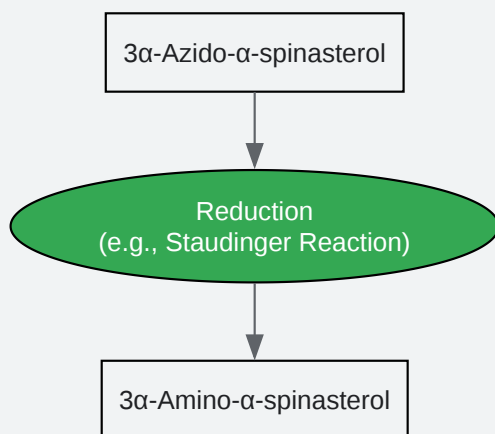 3α-Azido-α-spinasterol
Reduction
(e.g., Staudinger Reaction)
3α-Amino-α-spinasterol